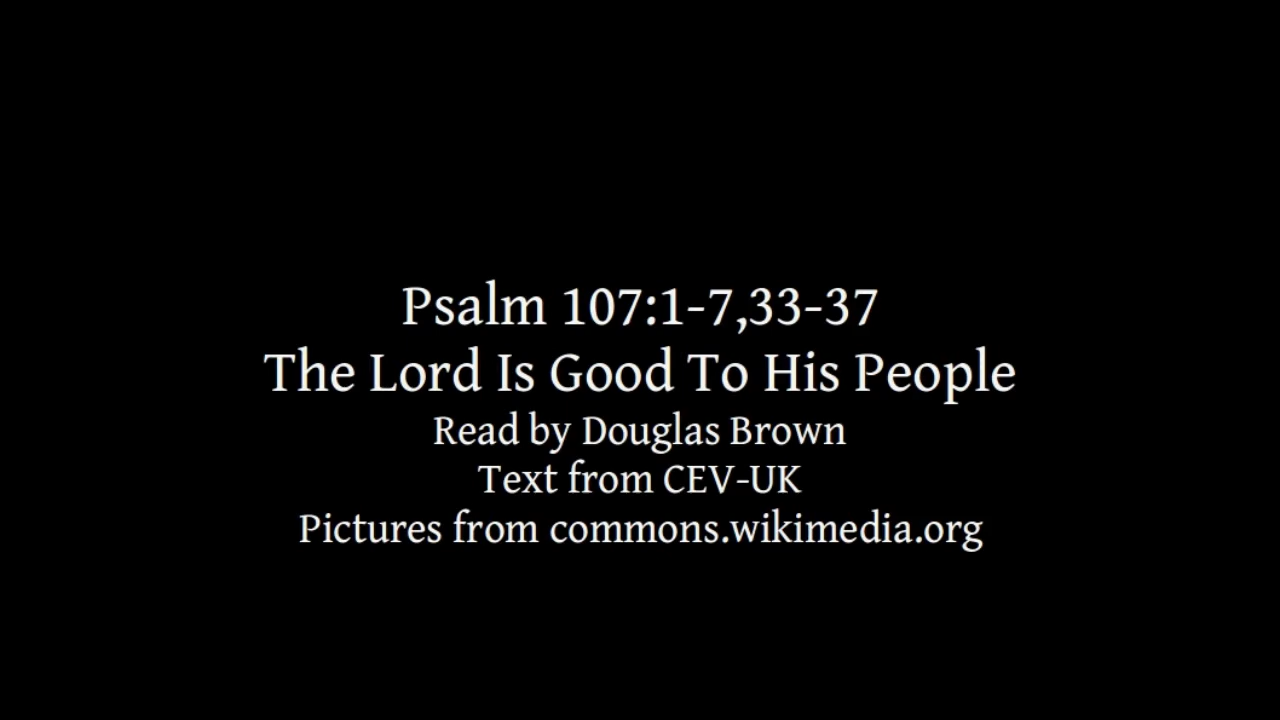 Psalm 107:1-7,33-37
The Lord Is Good To His People
Read by Douglas Brown
Text from CEV-UK
Pictures from commons.wikimedia.org